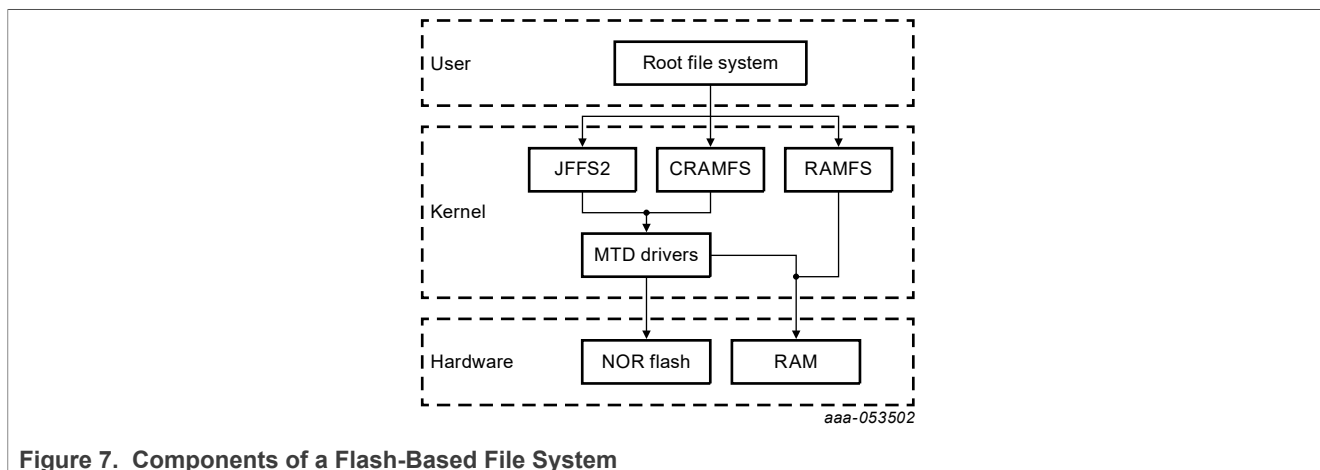 User
Root file system
JFFS2
CRAMFS
RAMFS
Kernel
MTD drivers
Hardware
NOR flash
RAM
aaa-053502
Figure 7. Components of a Flash-Based File System